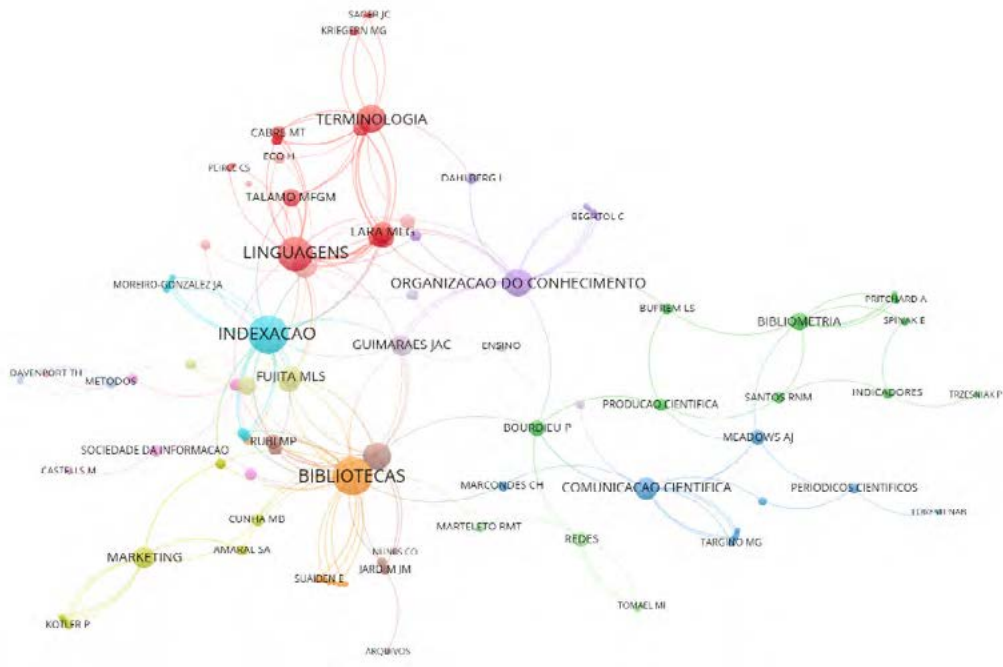 SAGER JC
KRIEGERN MG
TERMINOLOGIA
CABRE MT
ECO H
PEIRCE CS
DAHLBERG I
TALAMO MFGM
BEGHTOL C
LARA MLG
LINGUAGENS
MOREIRO-GONZALEZ JA
ORGANIZACAO DO CONHECIMENTO
PRITCHARD A
BUFREM LS
BIBLIOMETRIA
SPINAK E
INDEXACAO
GUIMARAES JAC
ENSINO
DAVENPORT TH
METODOS
FUJITA MLS
INDICADORES
TRZESNIAK P
PRODUCAO CIENTIFICA
SANTOS RNM
BOURDIEU P
MEADOWS AJ
RUBI MP
SOCIEDADE DA INFORMACAO
CASTELLS M
BIBLIOTECAS
MARCONDES CH
COMUNICACAO CIENTIFICA
PERIODICOS CIENTIFICOS
CUNHA MB
MARTELETO RMT
REDES
TARGINO MG
MARKETING
AMARAL SA
NUNES CO
JARDIM JM
SUAIDEN E
TOMAEL MI
KOTLER P
ARQUIVOS